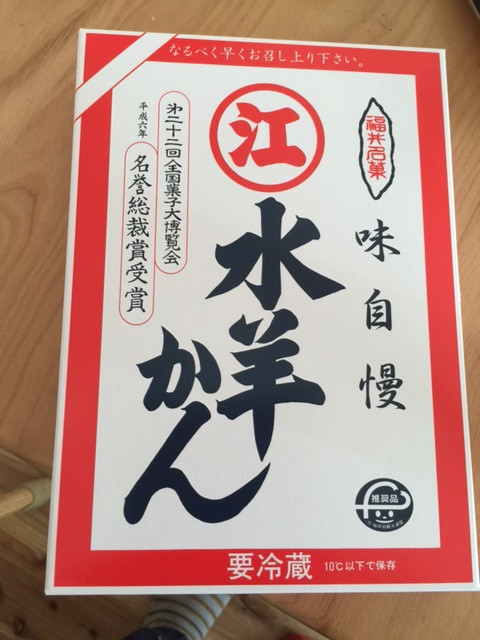 なるべく早くお召し上り下さい。
福井名菓
味自慢
江
水羊かん
第二十二回全国菓子大博覧会
名誉総裁賞受賞
平成六年
推奨品
要冷蔵 10℃以下で保存